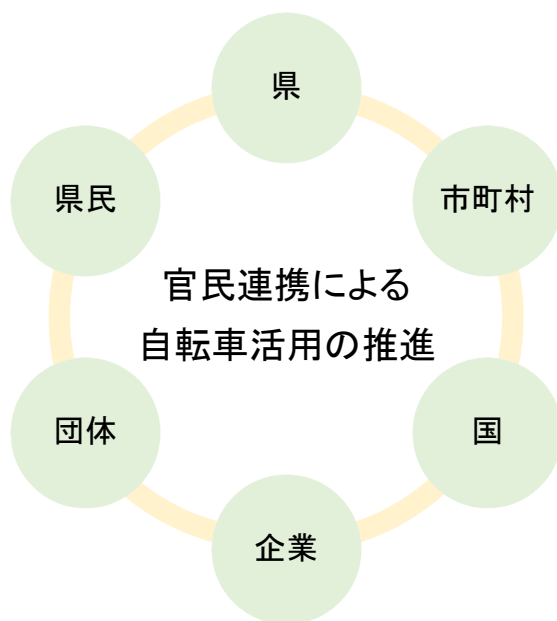 県
県民
市町村
官民連携による
自転車活用の推進
団体
国
企業